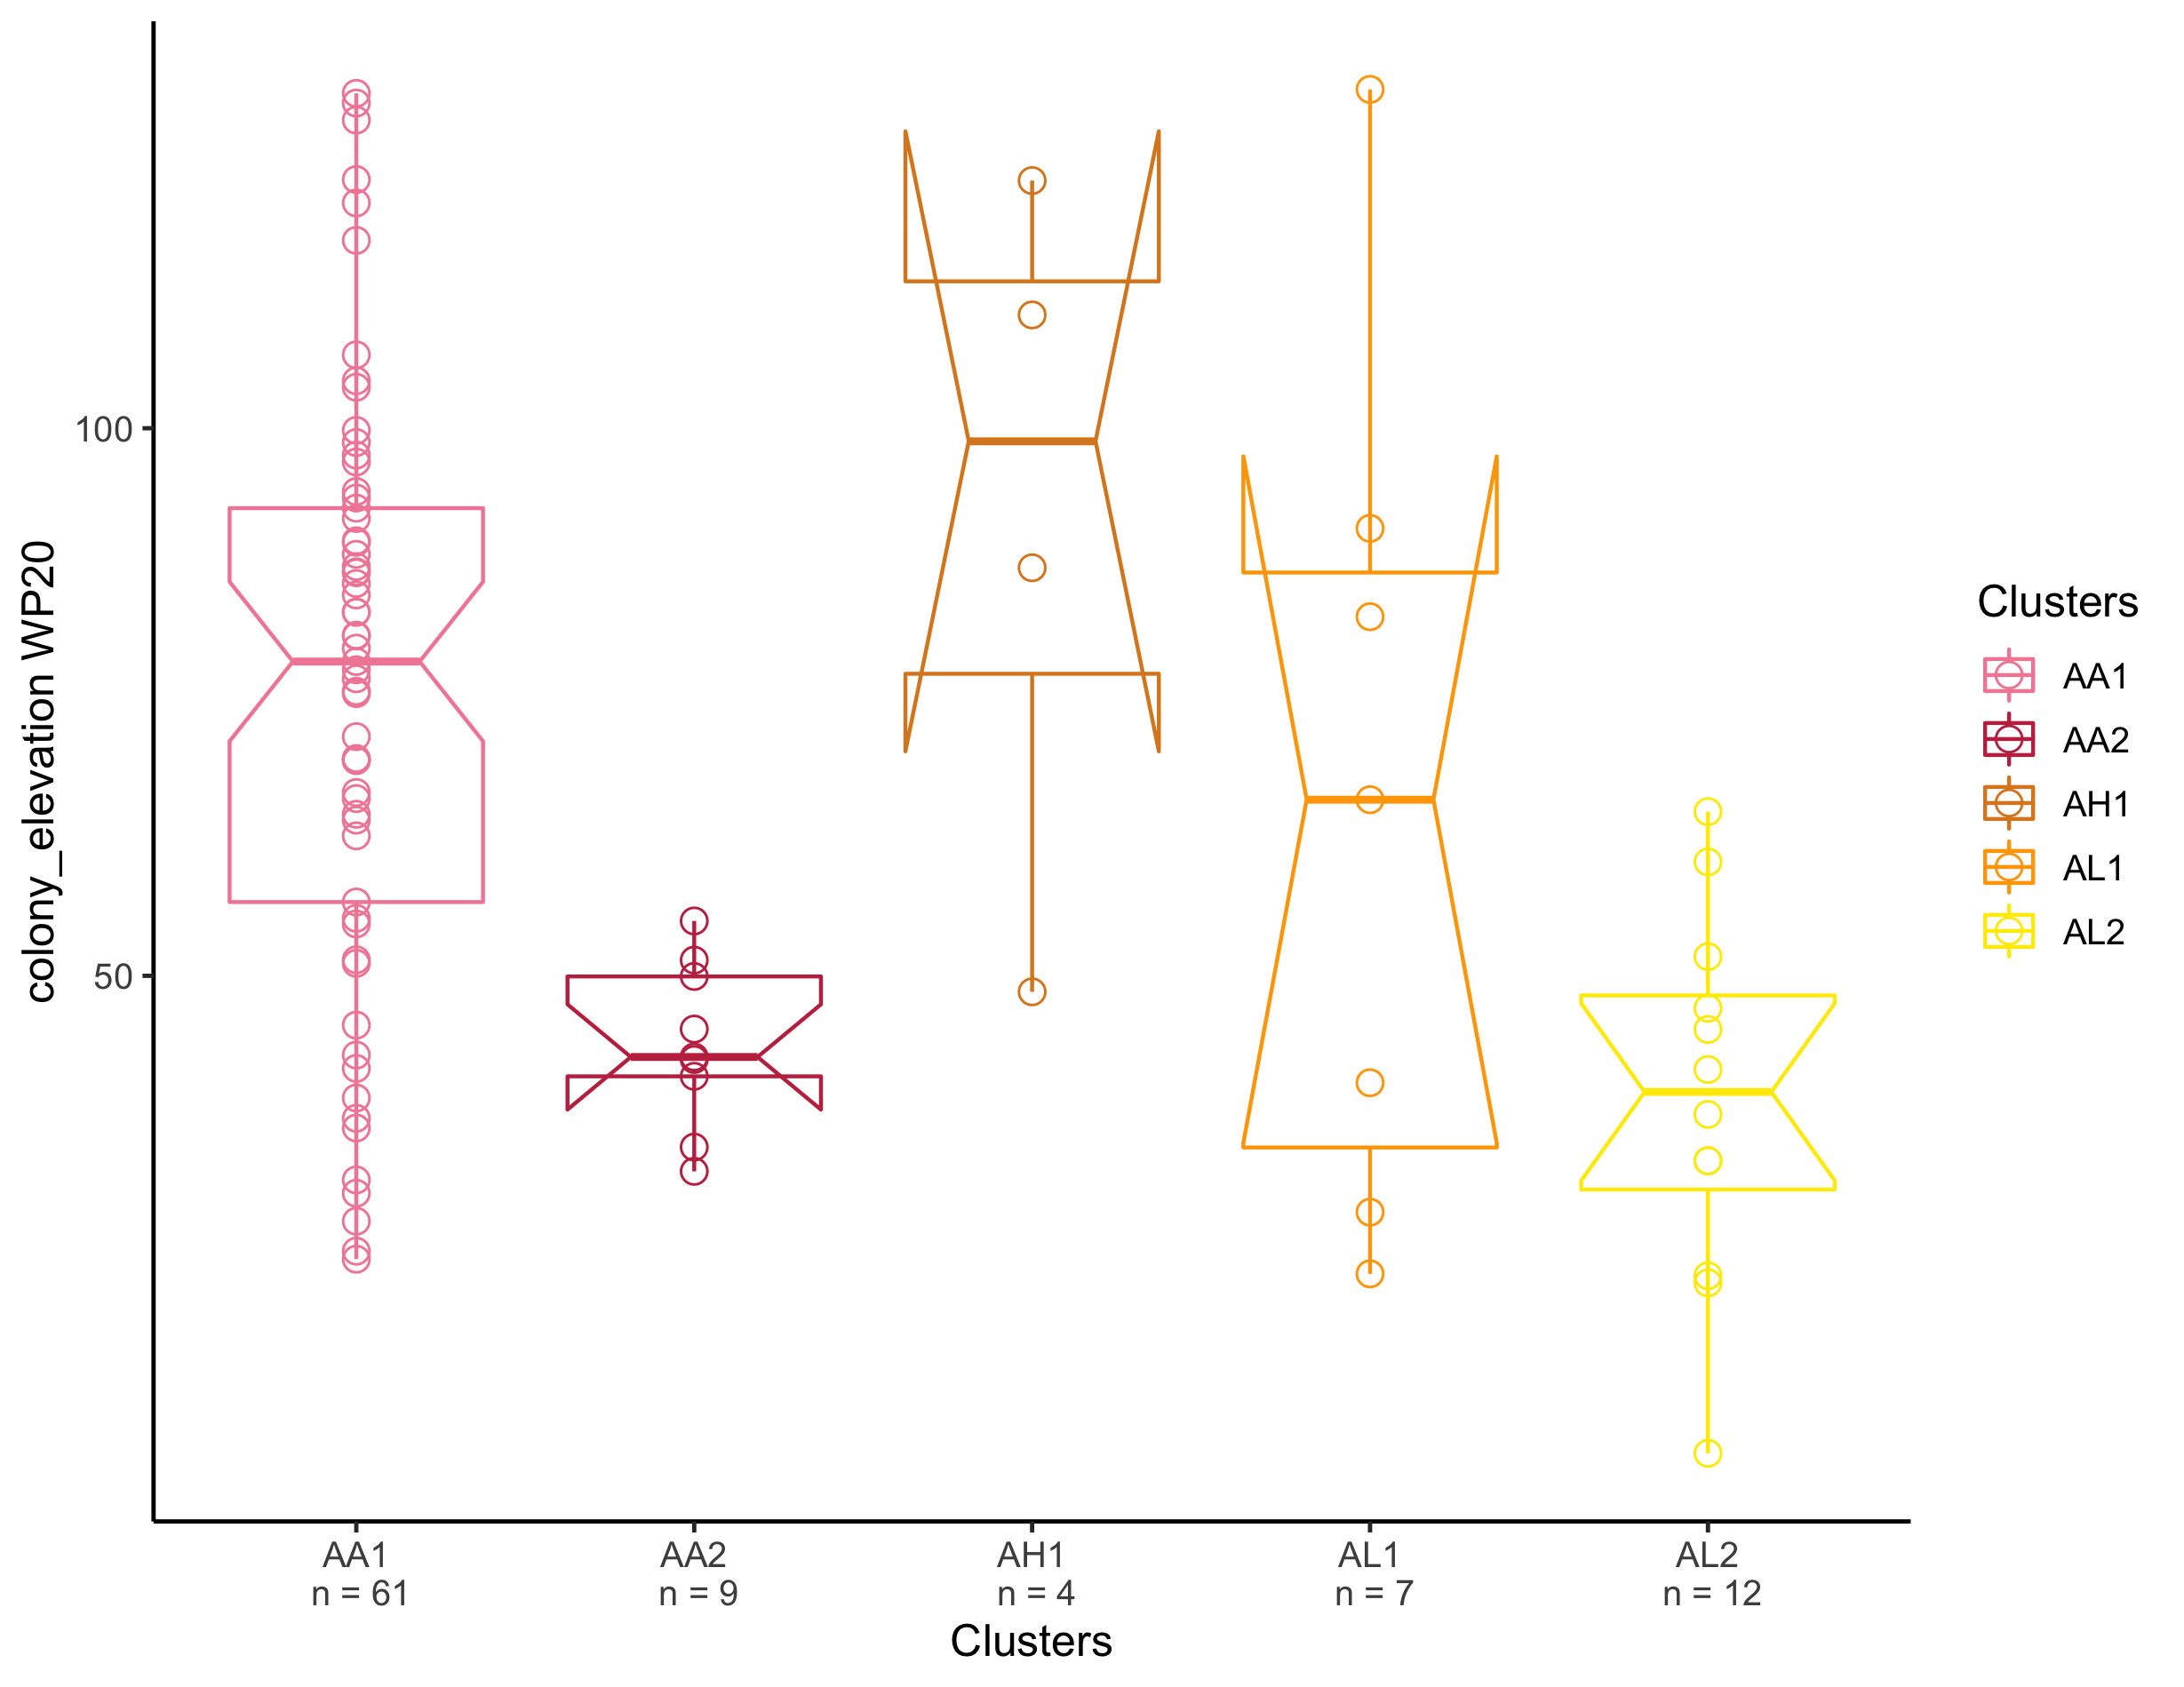 colony_elevation WP20
100
50
AA1
n = 61
AA2
n = 9
AH1
n = 4
AL1
n = 7
AL2
n = 12
Clusters
Clusters
AA1
AA2
AH1
AL1
AL2